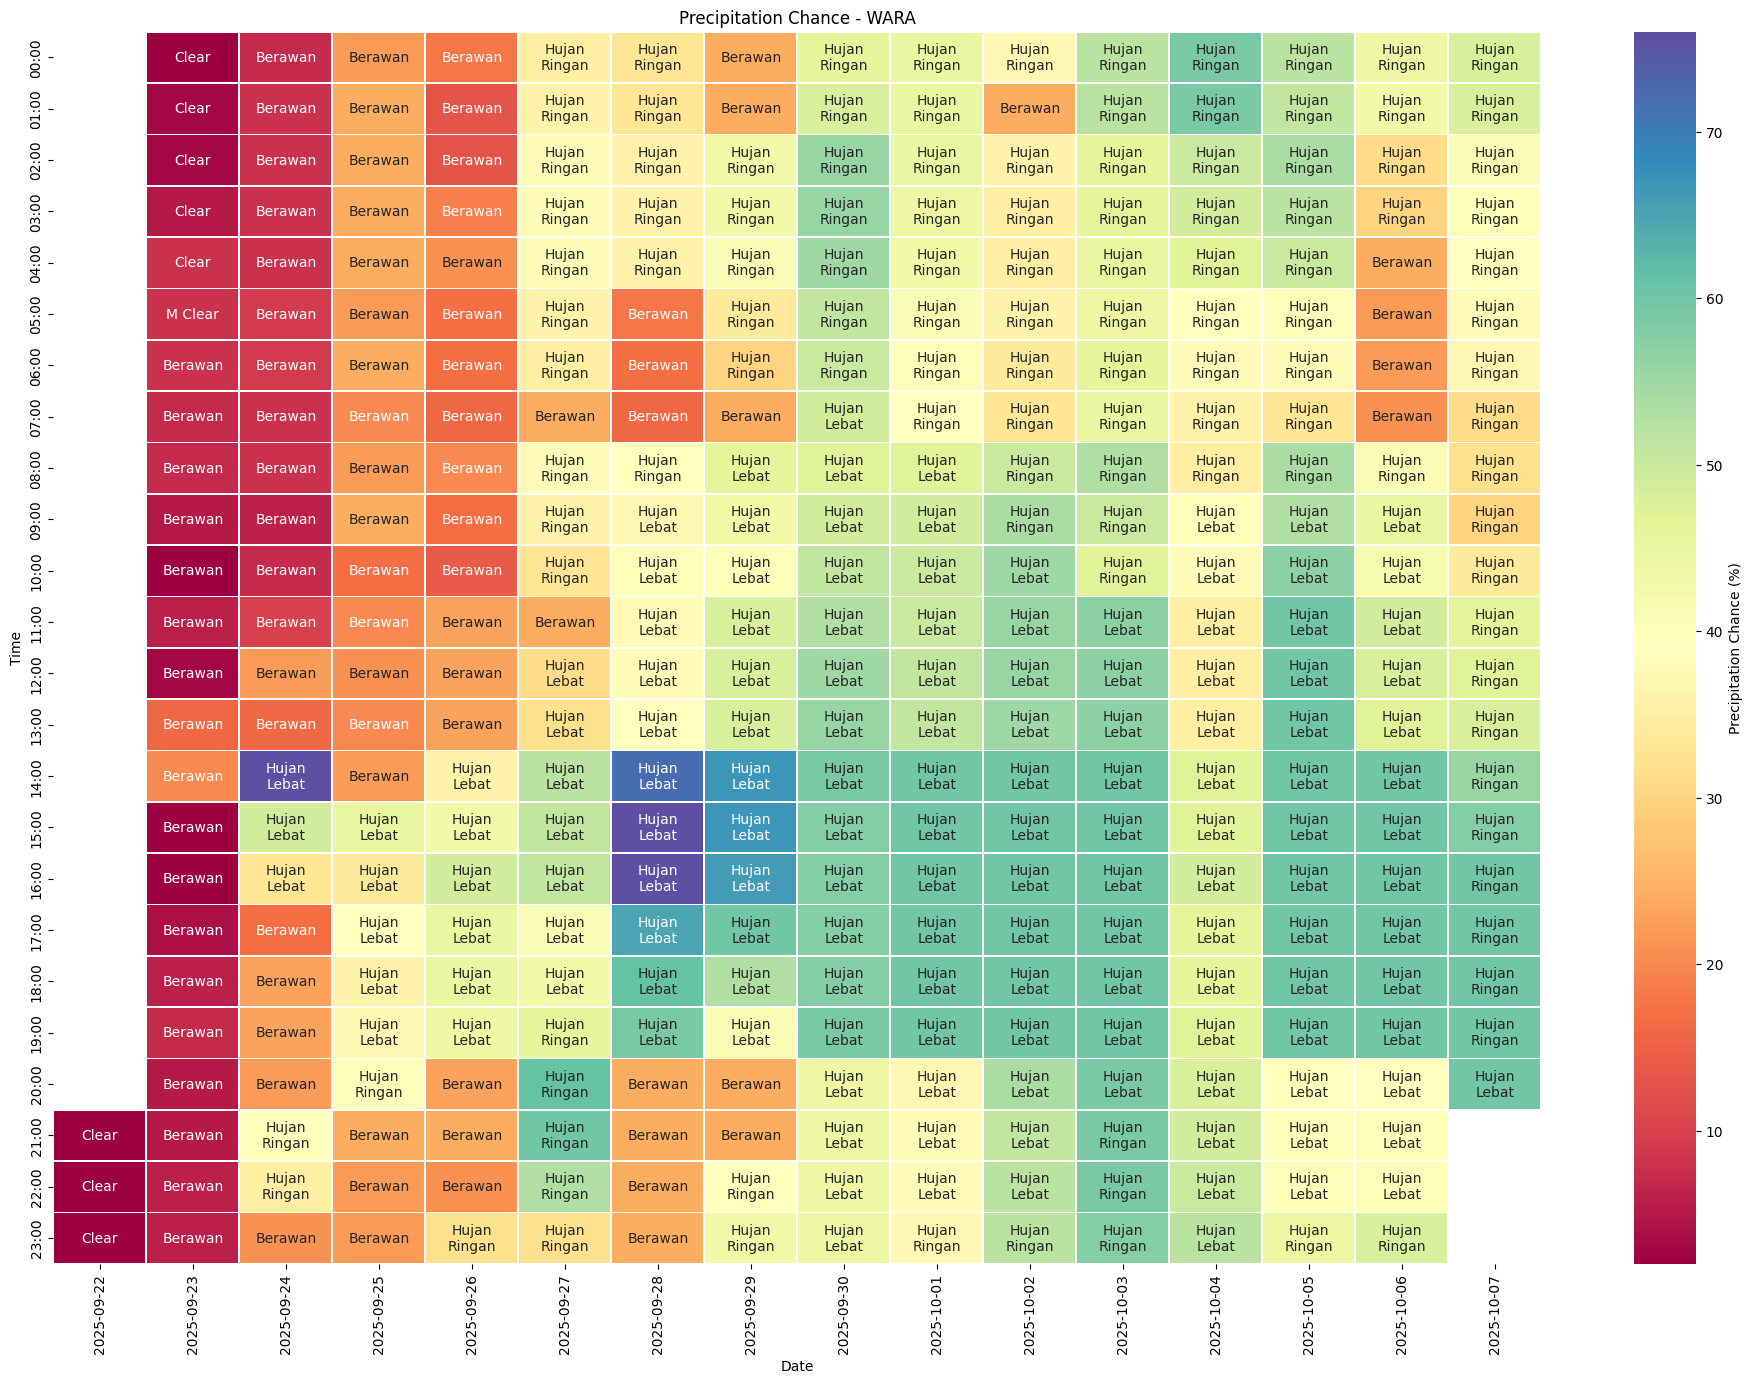 Precipitation Chance - WARA
00:00 Clear Berawan Berawan Berawan Hujan Ringan Hujan Ringan Berawan Hujan Ringan Hujan Ringan Hujan Ringan Hujan Ringan Hujan Ringan Hujan Ringan Hujan Ringan Hujan Ringan
01:00 Clear Berawan Berawan Berawan Hujan Ringan Hujan Ringan Berawan Hujan Ringan Hujan Ringan Berawan Hujan Ringan Hujan Ringan Hujan Ringan Hujan Ringan Hujan Ringan
02:00 Clear Berawan Berawan Berawan Hujan Ringan Hujan Ringan Hujan Ringan Hujan Ringan Hujan Ringan Hujan Ringan Hujan Ringan Hujan Ringan Hujan Ringan Hujan Ringan Hujan Ringan
03:00 Clear Berawan Berawan Berawan Hujan Ringan Hujan Ringan Hujan Ringan Hujan Ringan Hujan Ringan Hujan Ringan Hujan Ringan Hujan Ringan Hujan Ringan Hujan Ringan Hujan Ringan
04:00 Clear Berawan Berawan Berawan Hujan Ringan Hujan Ringan Hujan Ringan Hujan Ringan Hujan Ringan Hujan Ringan Hujan Ringan Hujan Ringan Hujan Ringan Berawan Hujan Ringan
05:00 M Clear Berawan Berawan Berawan Hujan Ringan Berawan Hujan Ringan Hujan Ringan Hujan Ringan Hujan Ringan Hujan Ringan Hujan Ringan Hujan Ringan Berawan Hujan Ringan
06:00 Berawan Berawan Berawan Berawan Hujan Ringan Berawan Hujan Ringan Hujan Ringan Hujan Ringan Hujan Ringan Hujan Ringan Hujan Ringan Hujan Ringan Berawan Hujan Ringan
07:00 Berawan Berawan Berawan Berawan Berawan Berawan Berawan Hujan Lebat Hujan Ringan Hujan Ringan Hujan Ringan Hujan Ringan Hujan Ringan Berawan Hujan Ringan
08:00 Berawan Berawan Berawan Berawan Hujan Ringan Hujan Ringan Hujan Lebat Hujan Lebat Hujan Lebat Hujan Ringan Hujan Ringan Hujan Ringan Hujan Ringan Hujan Ringan Hujan Ringan
09:00 Berawan Berawan Berawan Berawan Hujan Ringan Hujan Lebat Hujan Lebat Hujan Lebat Hujan Lebat Hujan Ringan Hujan Ringan Hujan Lebat Hujan Lebat Hujan Lebat Hujan Ringan
10:00 Berawan Berawan Berawan Berawan Hujan Ringan Hujan Lebat Hujan Lebat Hujan Lebat Hujan Lebat Hujan Lebat Hujan Ringan Hujan Lebat Hujan Lebat Hujan Lebat Hujan Ringan
11:00 Berawan Berawan Berawan Berawan Berawan Hujan Lebat Hujan Lebat Hujan Lebat Hujan Lebat Hujan Lebat Hujan Lebat Hujan Lebat Hujan Lebat Hujan Lebat Hujan Ringan
12:00 Berawan Berawan Berawan Berawan Hujan Lebat Hujan Lebat Hujan Lebat Hujan Lebat Hujan Lebat Hujan Lebat Hujan Lebat Hujan Lebat Hujan Lebat Hujan Lebat Hujan Ringan
13:00 Berawan Berawan Berawan Berawan Hujan Lebat Hujan Lebat Hujan Lebat Hujan Lebat Hujan Lebat Hujan Lebat Hujan Lebat Hujan Lebat Hujan Lebat Hujan Lebat Hujan Ringan
14:00 Berawan Hujan Lebat Berawan Hujan Lebat Hujan Lebat Hujan Lebat Hujan Lebat Hujan Lebat Hujan Lebat Hujan Lebat Hujan Lebat Hujan Lebat Hujan Lebat Hujan Lebat Hujan Ringan
15:00 Berawan Hujan Lebat Hujan Lebat Hujan Lebat Hujan Lebat Hujan Lebat Hujan Lebat Hujan Lebat Hujan Lebat Hujan Lebat Hujan Lebat Hujan Lebat Hujan Lebat Hujan Lebat Hujan Ringan
16:00 Berawan Hujan Lebat Hujan Lebat Hujan Lebat Hujan Lebat Hujan Lebat Hujan Lebat Hujan Lebat Hujan Lebat Hujan Lebat Hujan Lebat Hujan Lebat Hujan Lebat Hujan Lebat Hujan Ringan
17:00 Berawan Berawan Hujan Lebat Hujan Lebat Hujan Lebat Hujan Lebat Hujan Lebat Hujan Lebat Hujan Lebat Hujan Lebat Hujan Lebat Hujan Lebat Hujan Lebat Hujan Lebat Hujan Ringan
18:00 Berawan Berawan Hujan Lebat Hujan Lebat Hujan Lebat Hujan Lebat Hujan Lebat Hujan Lebat Hujan Lebat Hujan Lebat Hujan Lebat Hujan Lebat Hujan Lebat Hujan Lebat Hujan Ringan
19:00 Berawan Berawan Hujan Lebat Hujan Lebat Hujan Ringan Hujan Lebat Hujan Lebat Hujan Lebat Hujan Lebat Hujan Lebat Hujan Lebat Hujan Lebat Hujan Lebat Hujan Lebat Hujan Ringan
20:00 Berawan Berawan Hujan Ringan Berawan Hujan Ringan Berawan Berawan Hujan Lebat Hujan Lebat Hujan Lebat Hujan Lebat Hujan Lebat Hujan Lebat Hujan Lebat Hujan Lebat
21:00 Clear Berawan Hujan Ringan Berawan Berawan Hujan Ringan Berawan Berawan Hujan Lebat Hujan Lebat Hujan Lebat Hujan Ringan Hujan Lebat Hujan Lebat Hujan Lebat
22:00 Clear Berawan Hujan Ringan Berawan Berawan Hujan Ringan Berawan Hujan Ringan Hujan Lebat Hujan Lebat Hujan Lebat Hujan Ringan Hujan Lebat Hujan Lebat Hujan Lebat
23:00 Clear Berawan Berawan Berawan Hujan Ringan Hujan Ringan Berawan Hujan Ringan Hujan Lebat Hujan Ringan Hujan Ringan Hujan Ringan Hujan Lebat Hujan Ringan Hujan Ringan
Time
2025-09-22 2025-09-23 2025-09-24 2025-09-25 2025-09-26 2025-09-27 2025-09-28 2025-09-29 2025-09-30 2025-10-01 2025-10-02 2025-10-03 2025-10-04 2025-10-05 2025-10-06 2025-10-07
Date
70
60
50
40
30
20
10
Precipitation Chance (%)